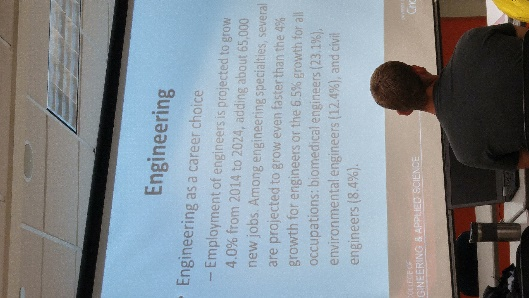 Engineering
• Engineering as a career choice
– Employment of engineers is projected to grow
4.0% from 2014 to 2024, adding about 65,000
new jobs. Among engineering specialties, several
are projected to grow even faster than the 4%
growth for engineers or the 6.5% growth for all
occupations: biomedical engineers (23.1%),
environmental engineers (12.4%), and civil
engineers (8.4%).
ENGINEERING & APPLIED SCIENCE